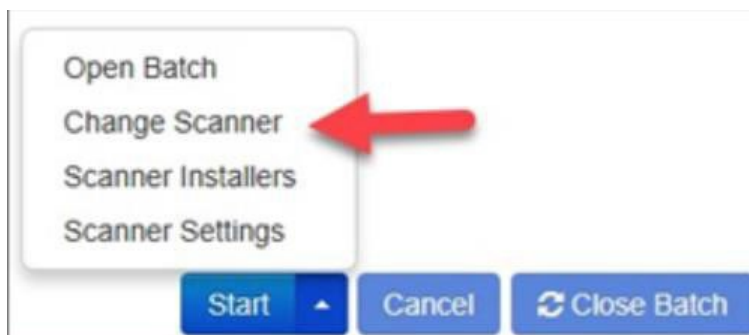 Open Batch
Change Scanner
Scanner Installers
Scanner Settings
Start Cancel Close Batch